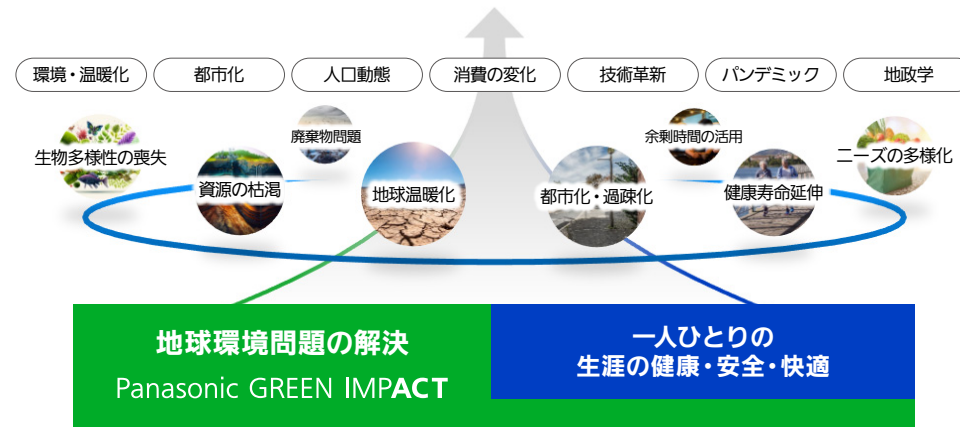 環境・温暖化
都市化
人口動態
消費の変化
技術革新
パンデミック
地政学
生物多様性の喪失
資源の枯渇
廃棄物問題
地球温暖化
都市化・過疎化
余剰時間の活用
健康寿命延伸
ニーズの多様化
地球環境問題の解決
Panasonic GREEN IMPACT
一人ひとりの
生涯の健康・安全・快適